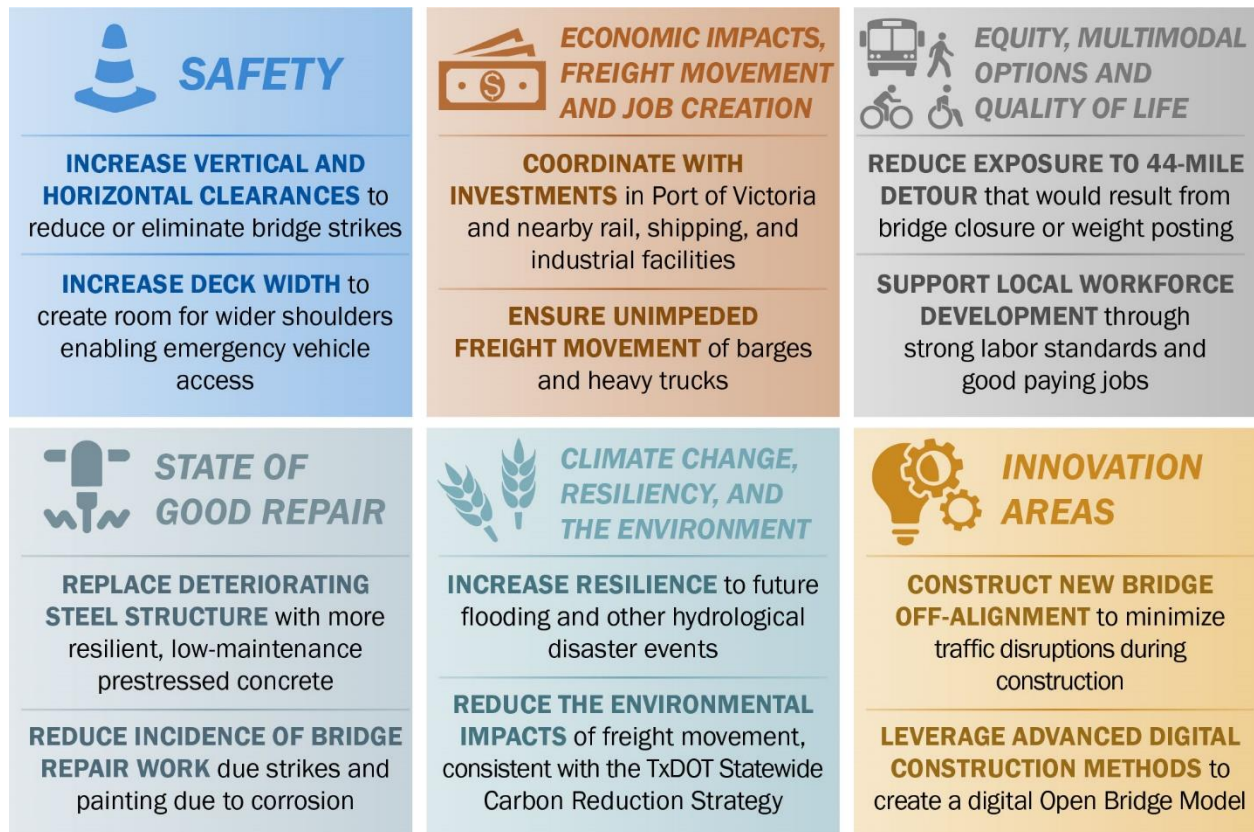 SAFETY
INCREASE VERTICAL AND
HORIZONTAL CLEARANCES to
reduce or eliminate bridge strikes
INCREASE DECK WIDTH to
create room for wider shoulders
enabling emergency vehicle
access
ECONOMIC IMPACTS,
FREIGHT MOVEMENT
AND JOB CREATION
COORDINATE WITH
INVESTMENTS in Port of Victoria
and nearby rail, shipping, and
industrial facilities
ENSURE UNIMPEDED
FREIGHT MOVEMENT of barges
and heavy trucks
EQUITY, MULTIMODAL
OPTIONS AND
QUALITY OF LIFE
REDUCE EXPOSURE TO 44-MILE
DETOUR that would result from
bridge closure or weight posting
SUPPORT LOCAL WORKFORCE
DEVELOPMENT through
strong labor standards and
good paying jobs
STATE OF
GOOD REPAIR
REPLACE DETERIORATING
STEEL STRUCTURE with more
resilient, low-maintenance
prestressed concrete
REDUCE INCIDENCE OF BRIDGE
REPAIR WORK due strikes and
painting due to corrosion
CLIMATE CHANGE,
RESILIENCY, AND
THE ENVIRONMENT
INCREASE RESILIENCE to future
flooding and other hydrological
disaster events
REDUCE THE ENVIRONMENTAL
IMPACTS of freight movement,
consistent with the TxDOT Statewide
Carbon Reduction Strategy
INNOVATION
AREAS
CONSTRUCT NEW BRIDGE
OFF-ALIGNMENT to minimize
traffic disruptions during
construction
LEVERAGE ADVANCED DIGITAL
CONSTRUCTION METHODS to
create a digital Open Bridge Model